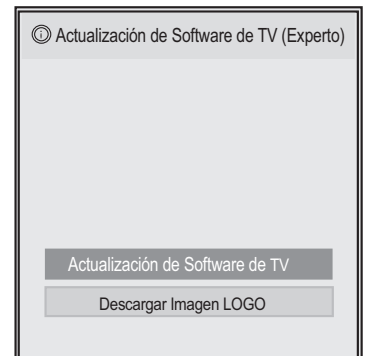 ⓘ Actualización de Software de TV (Experto)
Actualización de Software de TV
Descargar Imagen LOGO